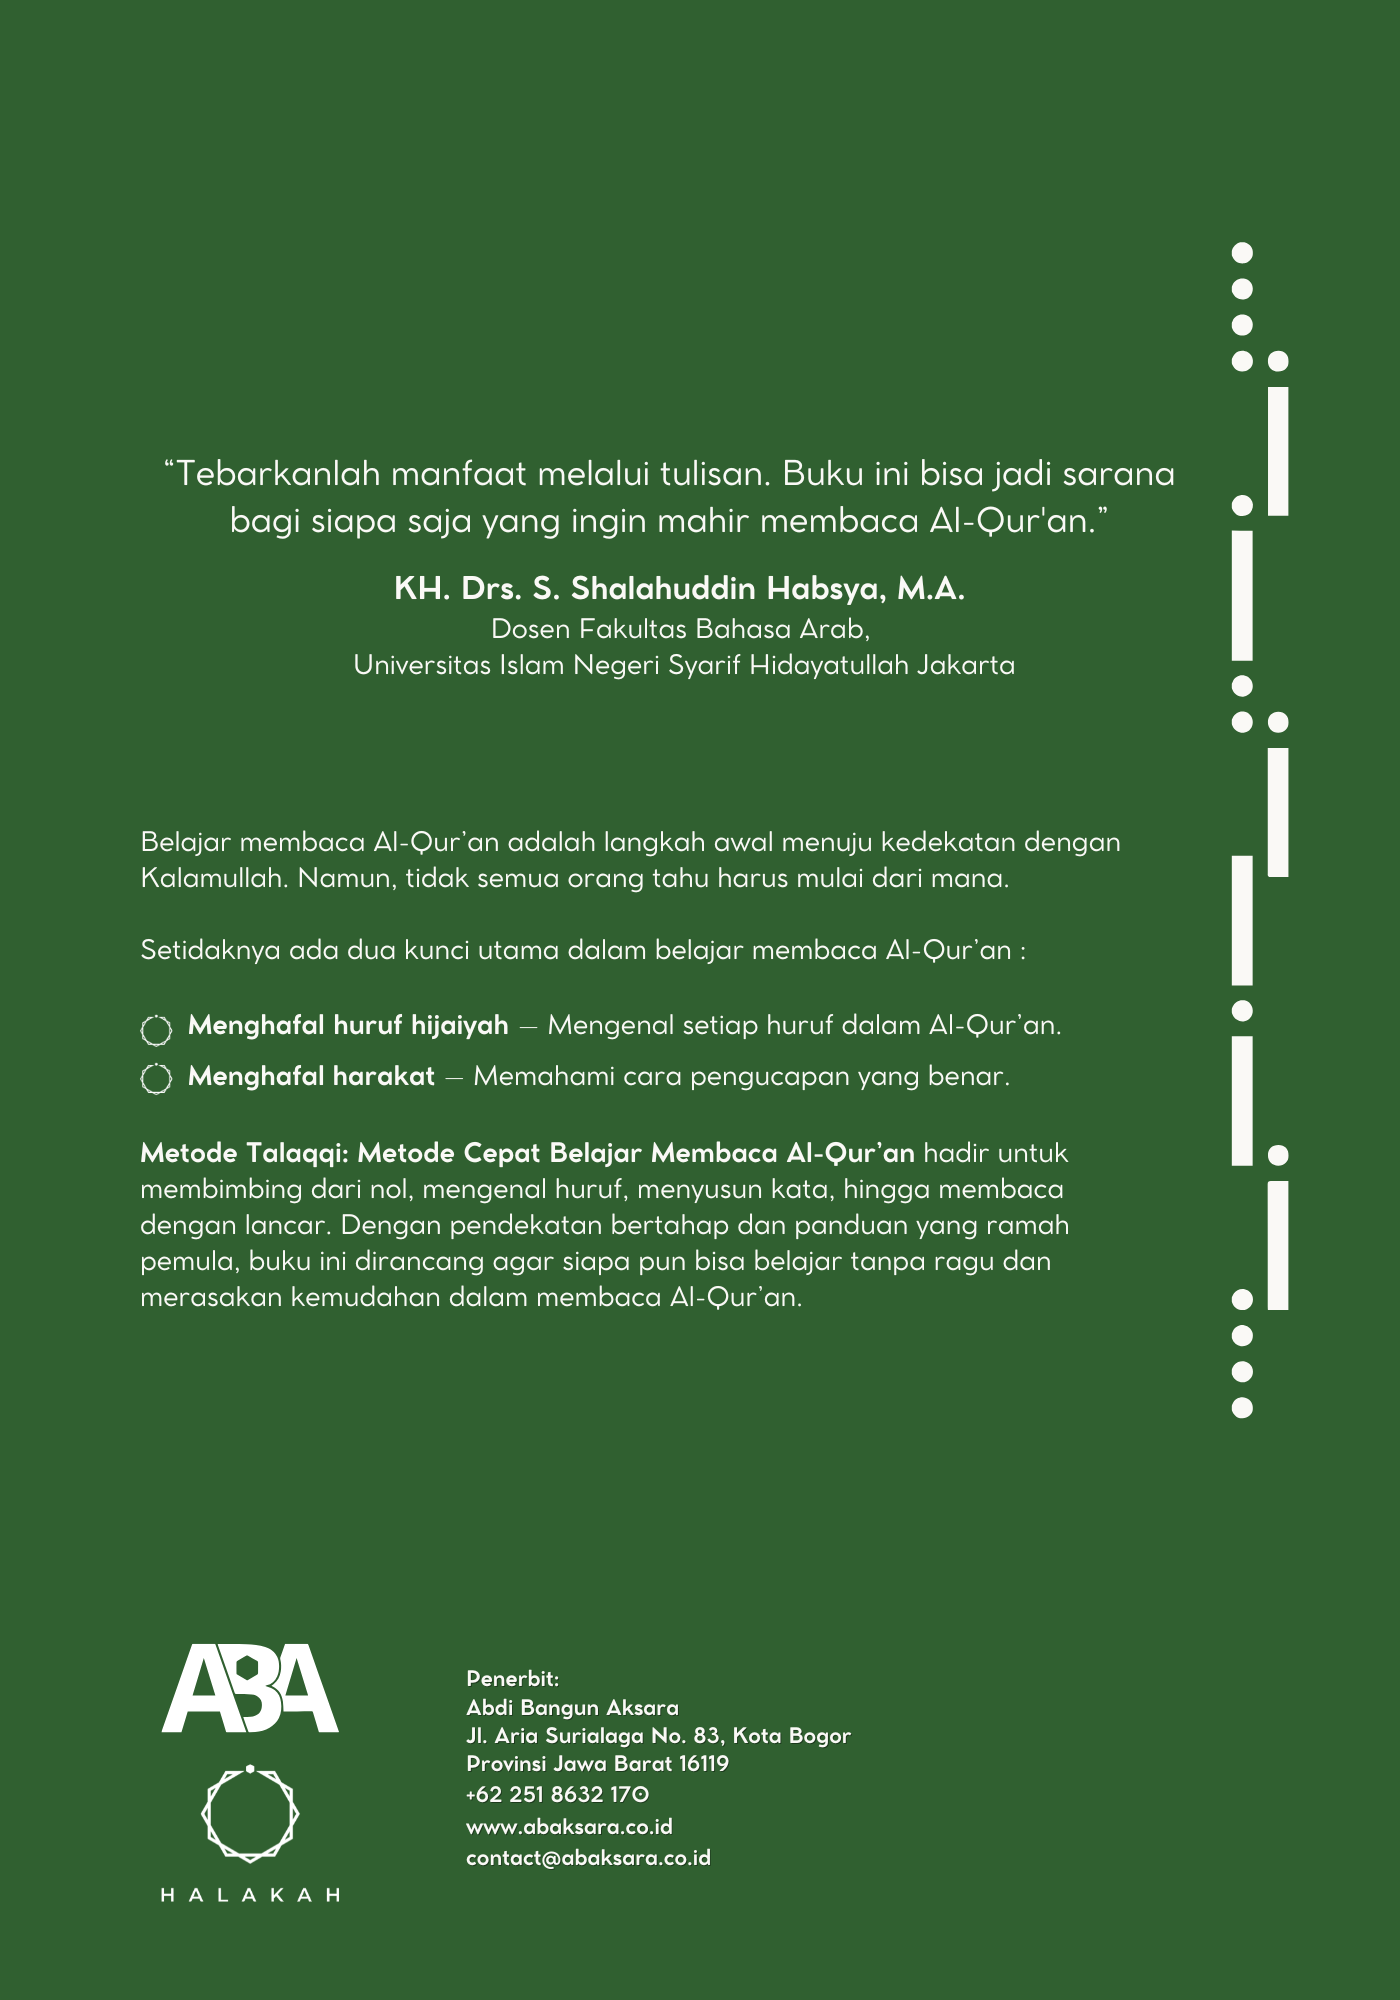 “Tebarkanlah manfaat melalui tulisan. Buku ini bisa jadi sarana
bagi siapa saja yang ingin mahir membaca Al-Qur'an.”
KH. Drs. S. Shalahuddin Habsya, M.A.
Dosen Fakultas Bahasa Arab,
Universitas Islam Negeri Syarif Hidayatullah Jakarta
Belajar membaca Al-Qur’an adalah langkah awal menuju kedekatan dengan
Kalamullah. Namun, tidak semua orang tahu harus mulai dari mana.
Setidaknya ada dua kunci utama dalam belajar membaca Al-Qur’an :
Menghafal huruf hijaiyah — Mengenal setiap huruf dalam Al-Qur’an.
Menghafal harakat — Memahami cara pengucapan yang benar.
Metode Talaqqi: Metode Cepat Belajar Membaca Al-Qur’an hadir untuk
membimbing dari nol, mengenal huruf, menyusun kata, hingga membaca
dengan lancar. Dengan pendekatan bertahap dan panduan yang ramah
pemula, buku ini dirancang agar siapa pun bisa belajar tanpa ragu dan
merasakan kemudahan dalam membaca Al-Qur’an.
ABA
HALAKAH
Penerbit:
Abdi Bangun Aksara
Jl. Aria Surialaga No. 83, Kota Bogor
Provinsi Jawa Barat 16119
+62 251 8632 170
www.abaksara.co.id
contact@abaksara.co.id